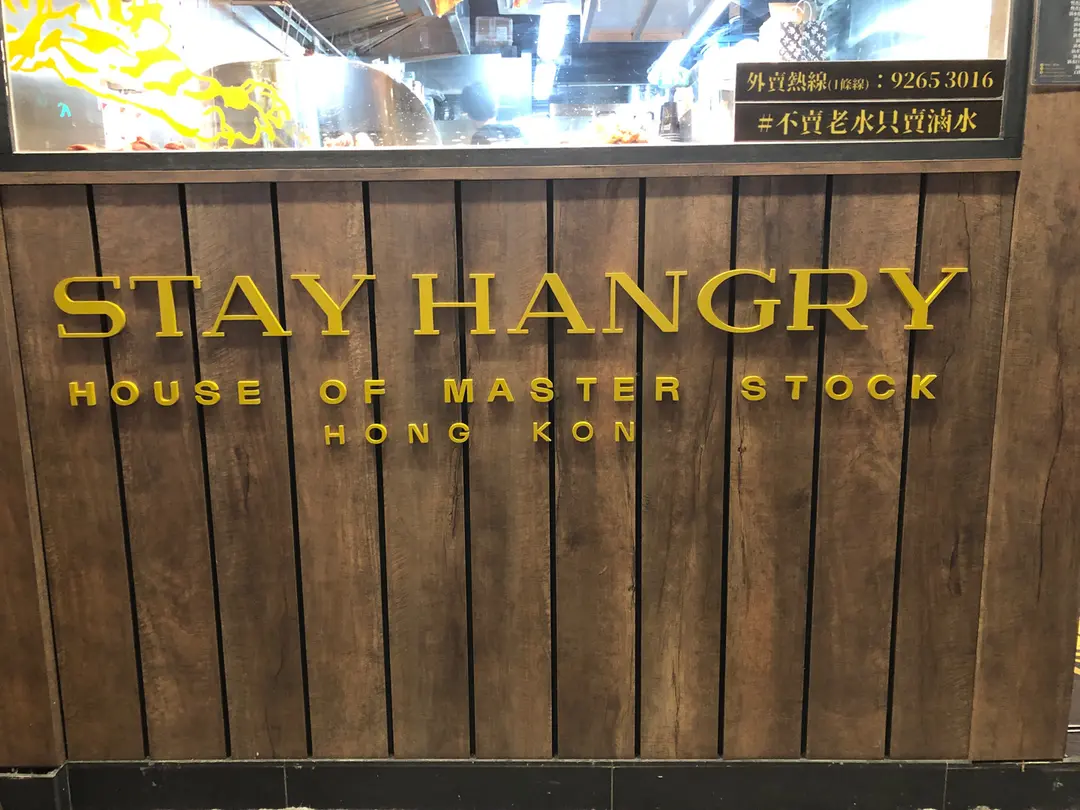 外賣熱線(1條線)：9265 3016
#不賣老水只賣滷水
STAY HANGRY
HOUSE OF MASTER STOCK
HONG KON